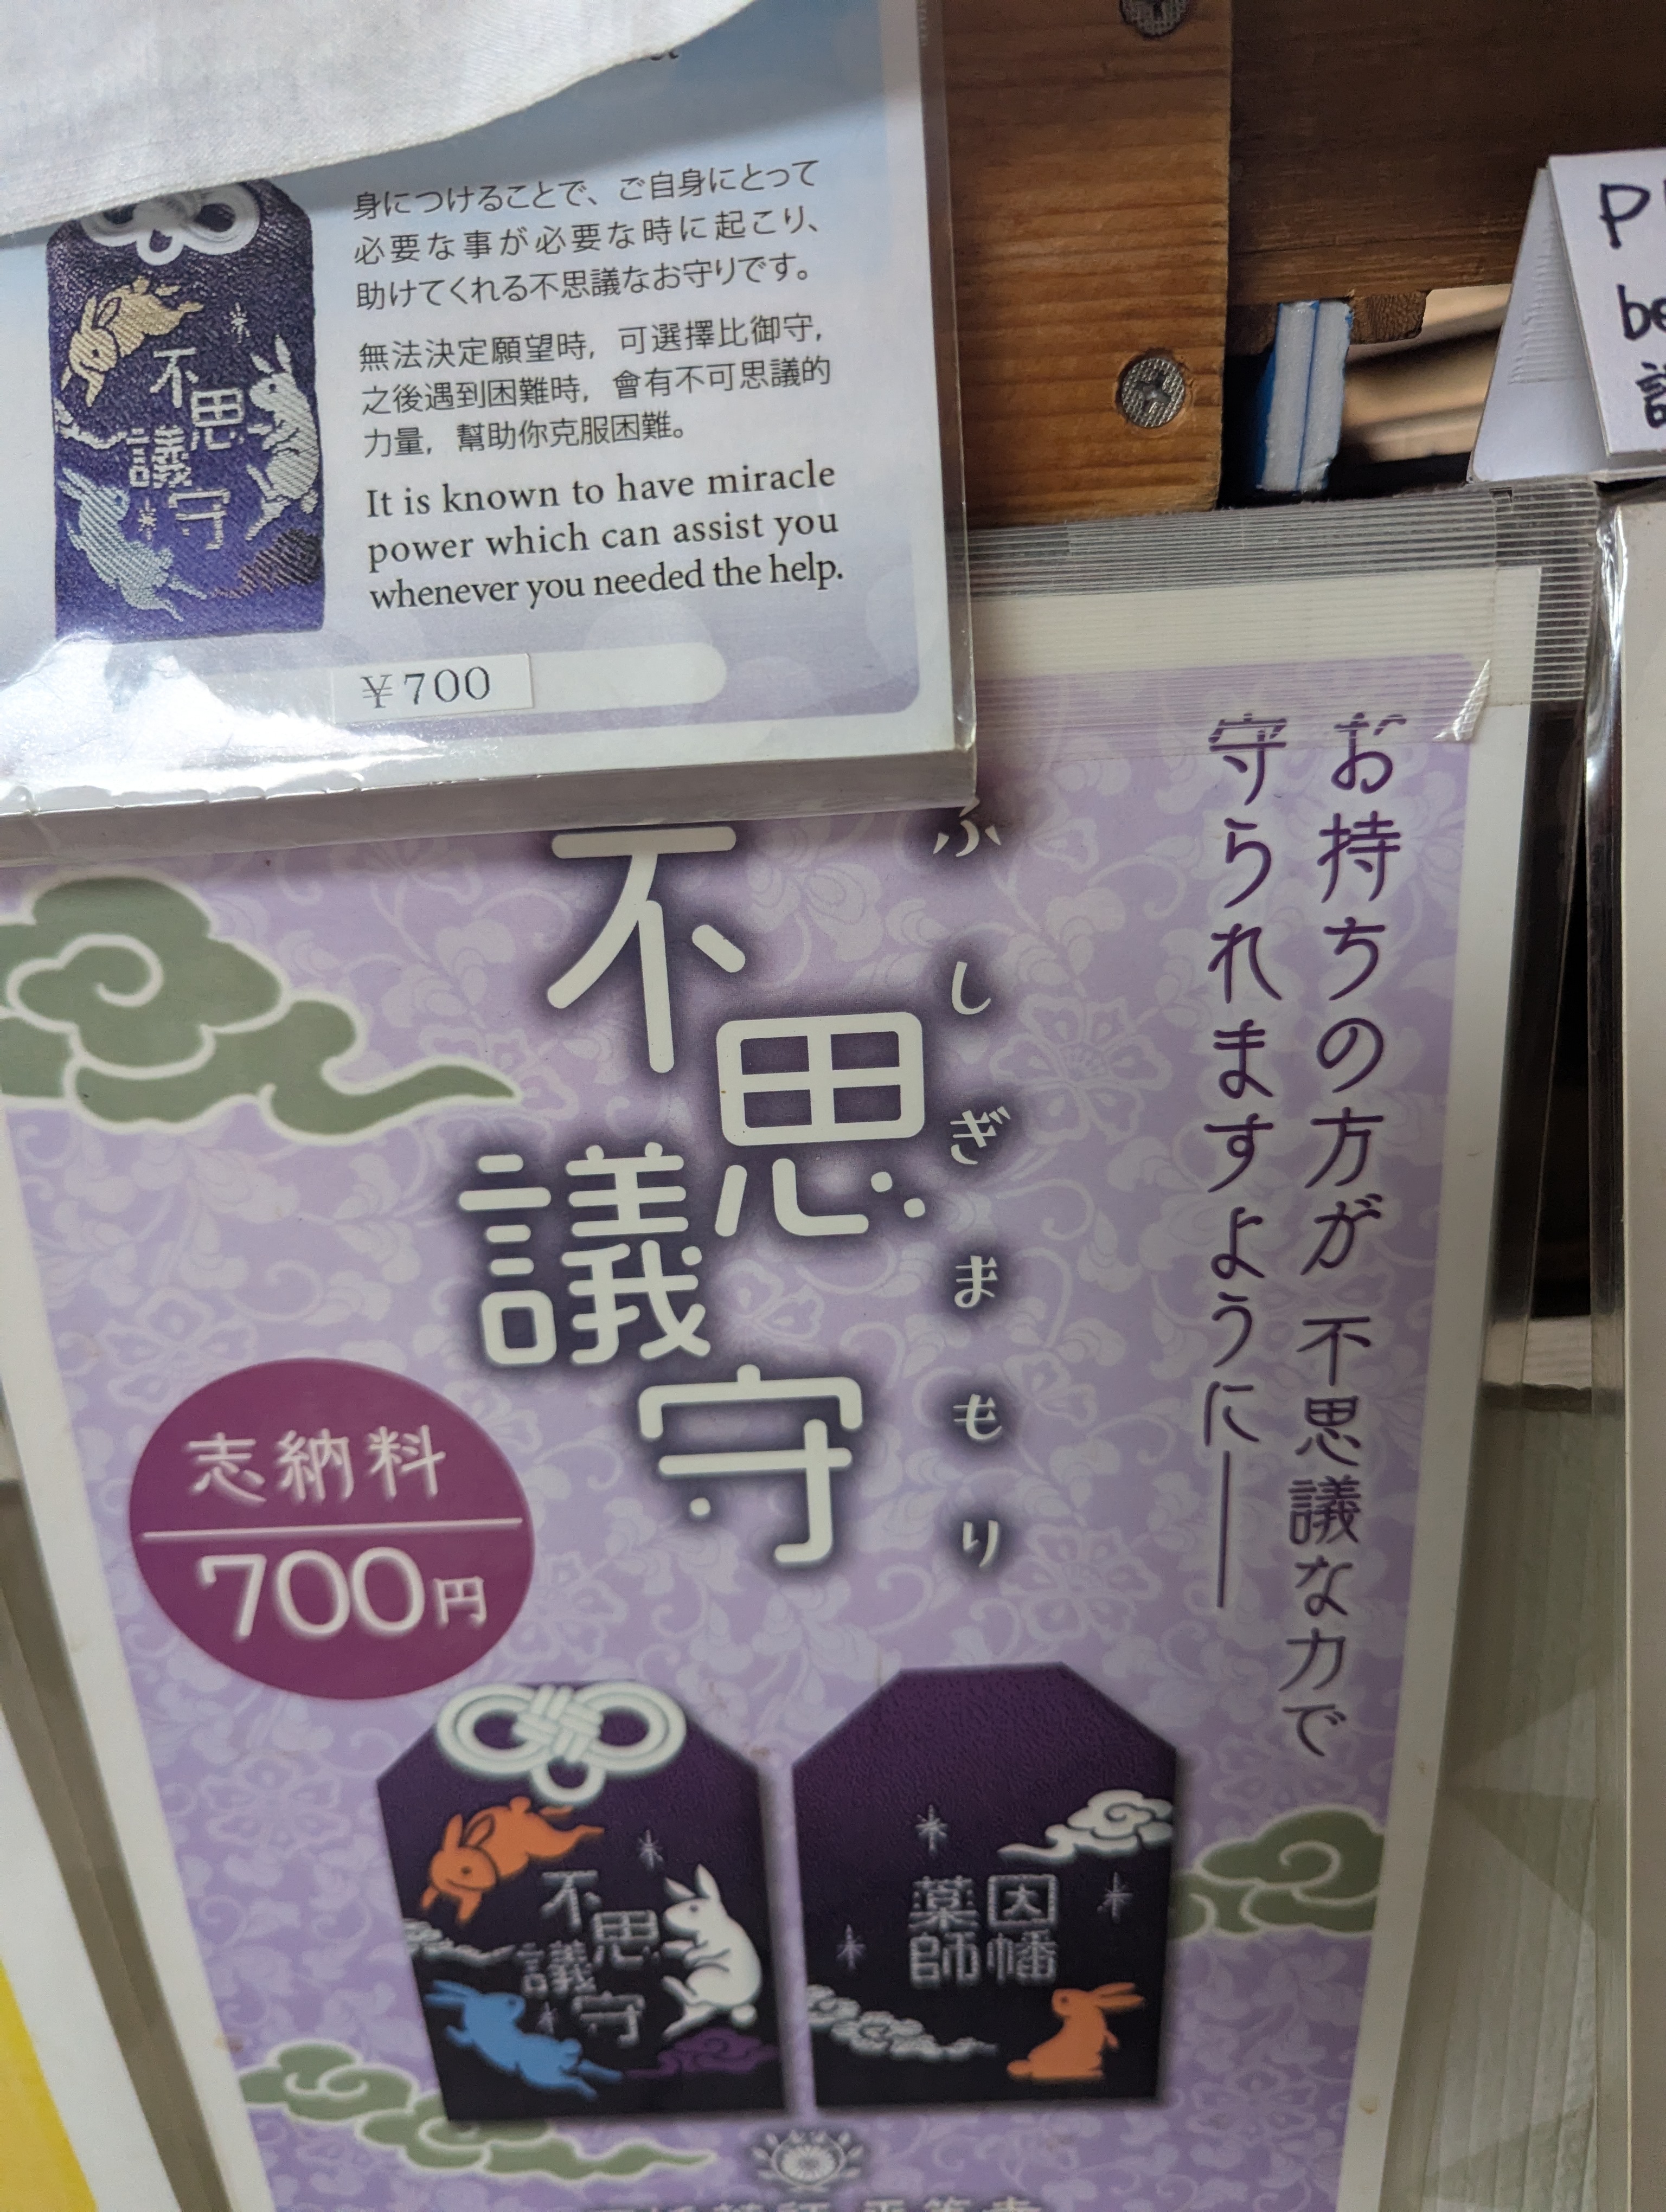 身につけることで、ご自身にとって
必要な事が必要な時に起こり、
助けてくれる不思議なお守りです。
無法決定願望時，可選擇比御守，
之後遇到困難時，會有不可思議的
力量，幫助你克服困難。
It is known to have miracle
power which can assist you
whenever you needed the help.
¥700
不思議守
お持ちの方が 不思議な力で
守られますように――
ふしぎまもり
不思議守
志納料
700円
不思議守
因幡
薬師